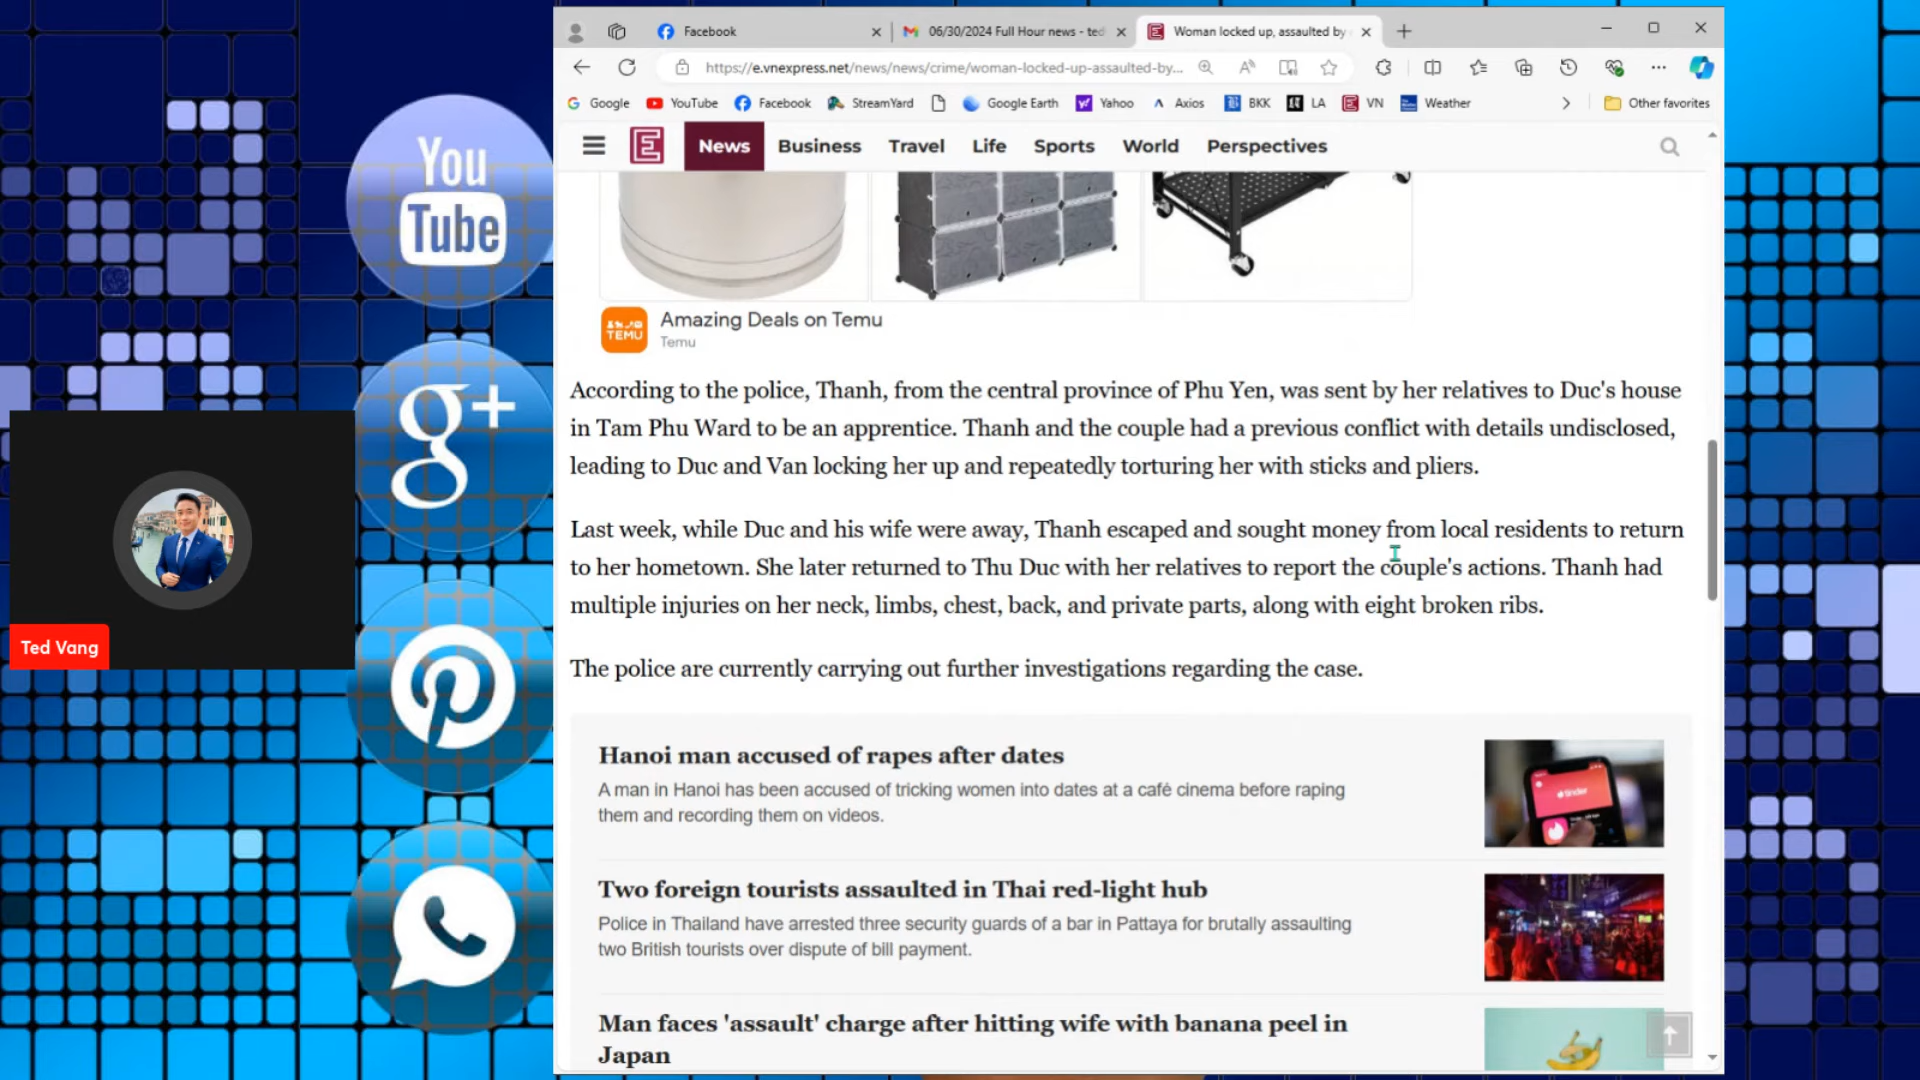 You
Tube
g+
Ted Vang
Facebook
06/30/2024 Full Hour news - ted
Woman locked up, assaulted by
https://e.vnexpress.net/news/news/crime/woman-locked-up-assaulted-by...
Google
YouTube
Facebook
StreamYard
Google Earth
Yahoo
Axios
BKK
LA
VN
Weather
Other favorites
E
News
Business
Travel
Life
Sports
World
Perspectives
TEMU
Amazing Deals on Temu
Temu
According to the police, Thanh, from the central province of Phu Yen, was sent by her relatives to Duc's house
in Tam Phu Ward to be an apprentice. Thanh and the couple had a previous conflict with details undisclosed,
leading to Duc and Van locking her up and repeatedly torturing her with sticks and pliers.
Last week, while Duc and his wife were away, Thanh escaped and sought money from local residents to return
to her hometown. She later returned to Thu Duc with her relatives to report the couple's actions. Thanh had
multiple injuries on her neck, limbs, chest, back, and private parts, along with eight broken ribs.
The police are currently carrying out further investigations regarding the case.
Hanoi man accused of rapes after dates
A man in Hanoi has been accused of tricking women into dates at a café cinema before raping
them and recording them on videos.
tinder
Two foreign tourists assaulted in Thai red-light hub
Police in Thailand have arrested three security guards of a bar in Pattaya for brutally assaulting
two British tourists over dispute of bill payment.
Man faces 'assault' charge after hitting wife with banana peel in
Japan